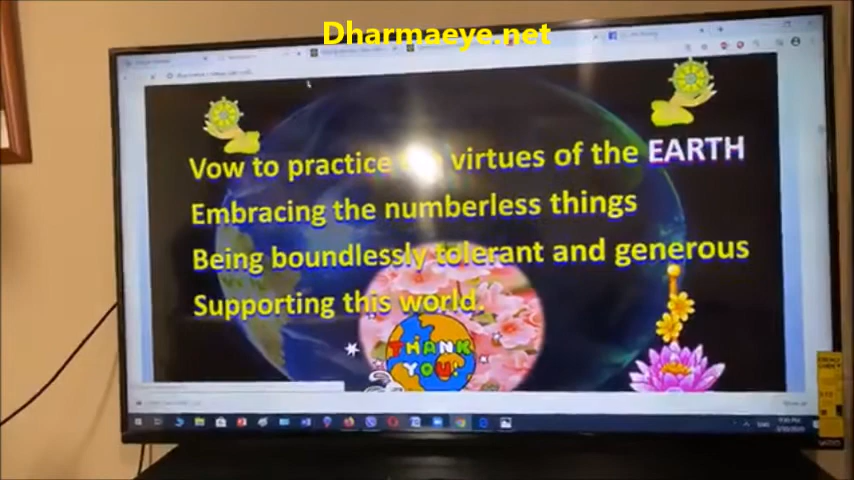 Dharmaeye.net
Vow to practice virtues of the EARTH
Embracing the numberless things
Being boundlessly tolerant and generous
Supporting this world.
THANK
YOU!